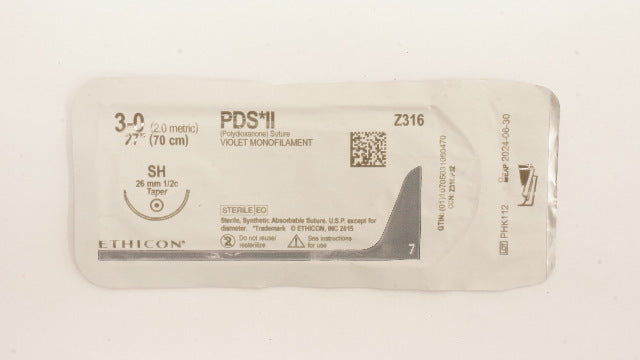 3-0 (2.0 metric)
27" (70 cm)
PDS*II
(Polydioxanone) Suture
VIOLET MONOFILAMENT
Z316
SH
26 mm 1/2c
Taper
STERILE EO
Sterile, Synthetic Absorbable Suture. U.S.P. except for
diameter. *Trademark © ETHICON, INC 2015
Do not reuse/
resterilize
See instructions
for use
ETHICON
7
GTIN:
LOT PHK112
2024-06-30